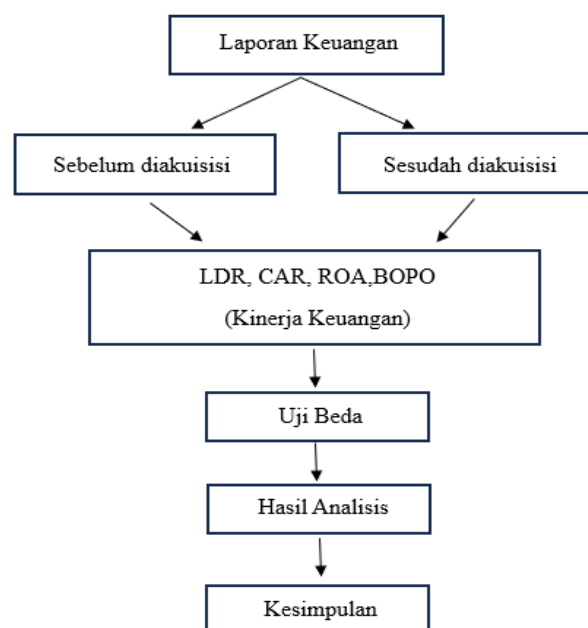 Laporan Keuangan
Sebelum diakuisisi
Sesudah diakuisisi
LDR, CAR, ROA,BOPO
(Kinerja Keuangan)
Uji Beda
Hasil Analisis
Kesimpulan